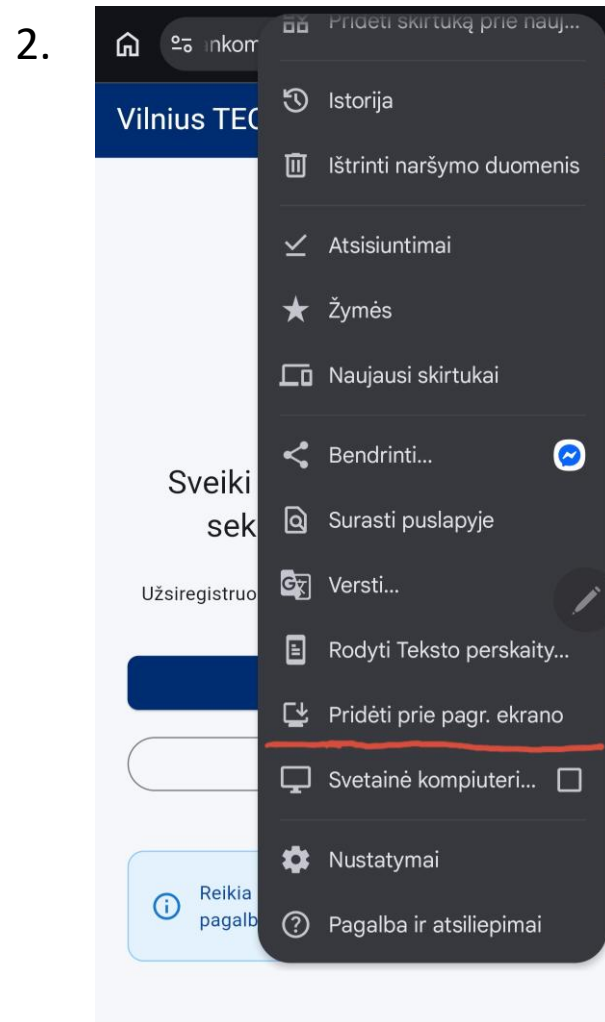 2.
nkom
Pridėti skirtuką prie nauj...
Vilnius TEC
Istorija
Ištrinti naršymo duomenis
Atsisiuntimai
Žymės
Naujausi skirtukai
Bendrinti...
Sveiki
sek
Surasti puslapyje
Užsiregistruo
Versti...
Rodyti Teksto perskaity...
Pridėti prie pagr. ekrano
Svetainė kompiuteri...
Nustatymai
Reikia
pagalb
Pagalba ir atsiliepimai